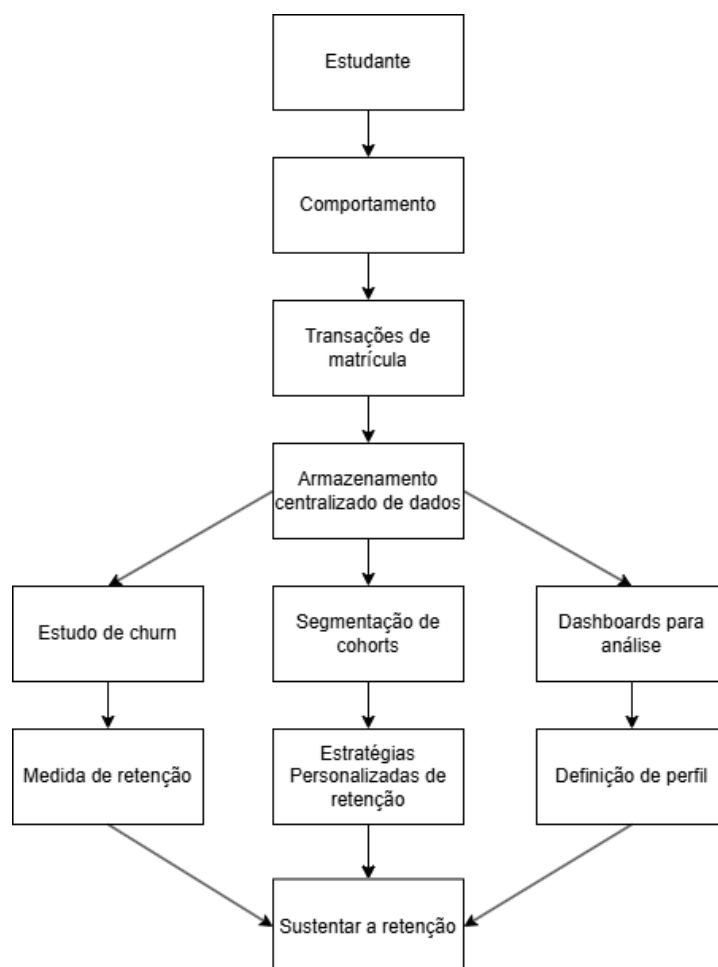 Estudante
Comportamento
Transações de
matrícula
Armazenamento
centralizado de dados
Estudo de churn
Segmentação de
cohorts
Dashboards para
análise
Medida de retenção
Estratégias
Personalizadas de
retenção
Definição de perfil
Sustentar a retenção